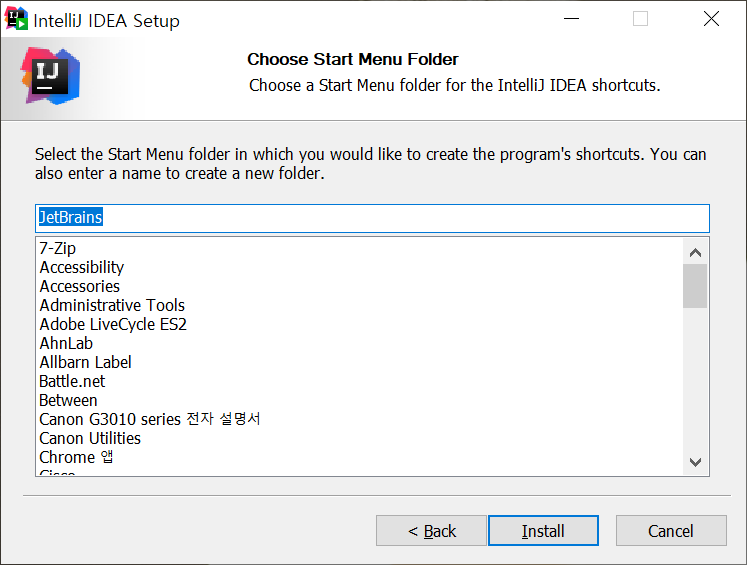 IntelliJ IDEA Setup
IJ
Choose Start Menu Folder
Choose a Start Menu folder for the IntelliJ IDEA shortcuts.
Select the Start Menu folder in which you would like to create the program's shortcuts. You can
also enter a name to create a new folder.
JetBrains
7-Zip
Accessibility
Accessories
Administrative Tools
Adobe LiveCycle ES2
AhnLab
Allbarn Label
Battle.net
Between
Canon G3010 series 전자 설명서
Canon Utilities
Chrome 앱
Cisco
< Back
Install
Cancel